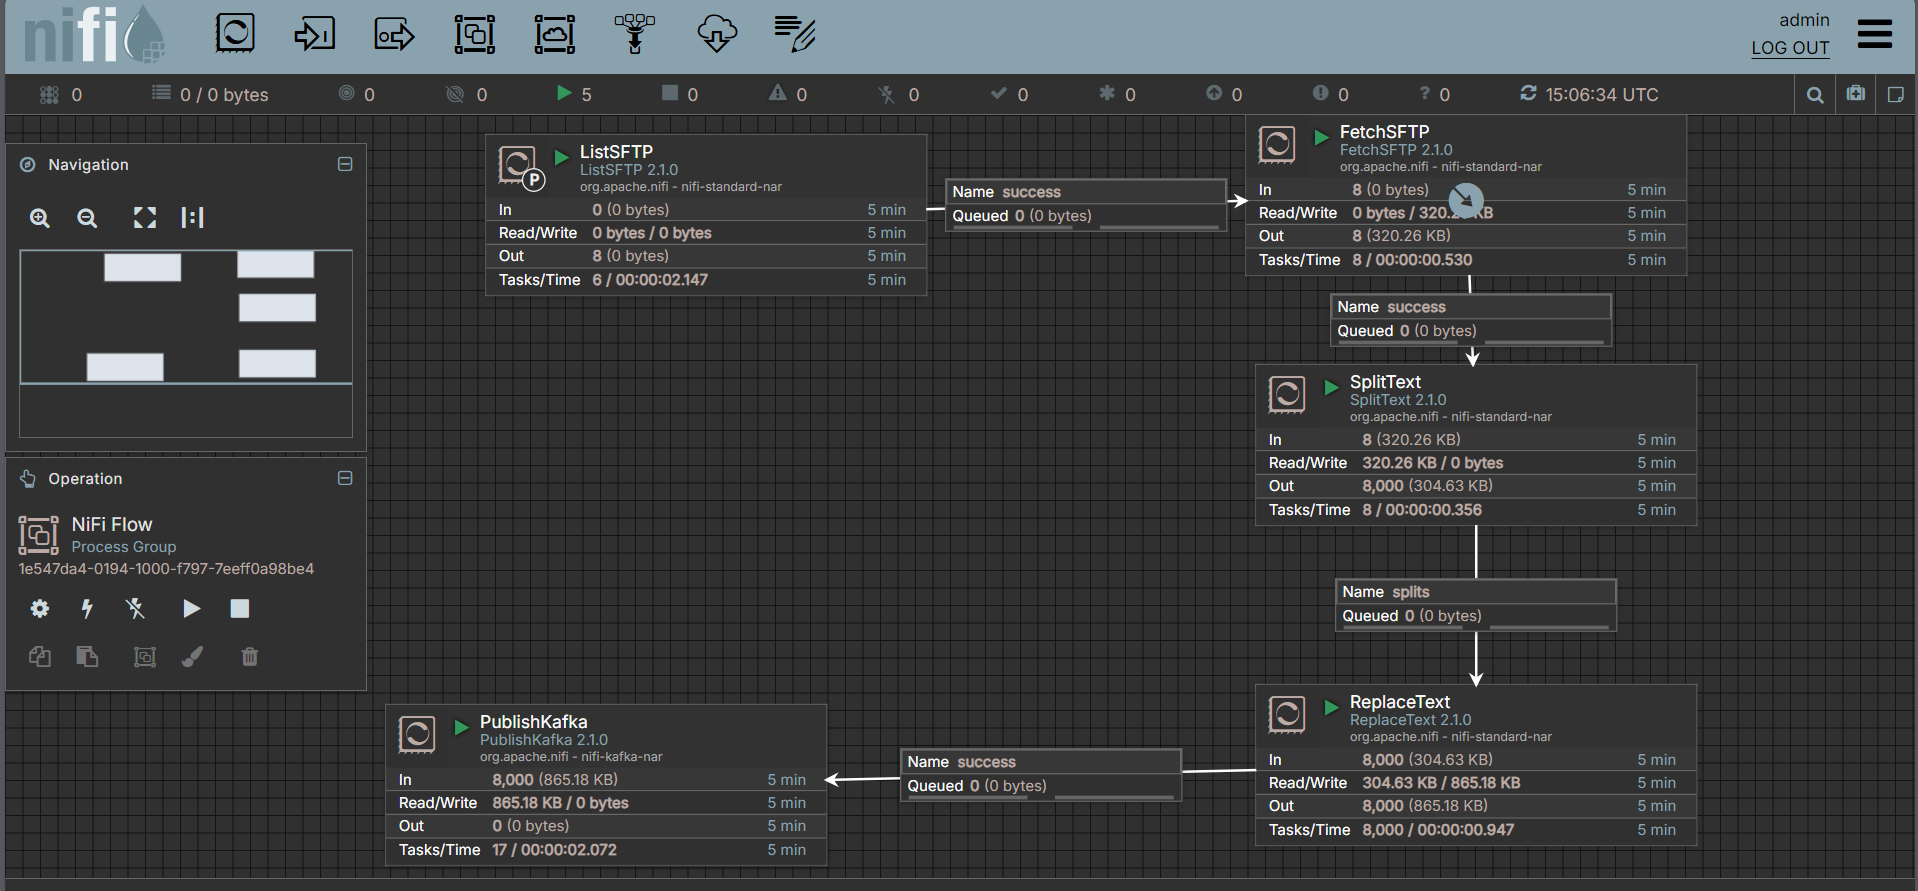 nifi
admin
LOG OUT
0
0 / 0 bytes
0
0
5
0
0
0
0
0
0
0
0
15:06:34 UTC
Navigation
Operation
NiFi Flow
Process Group
1e547da4-0194-1000-f797-7eeff0a98be4
P
ListSFTP
ListSFTP 2.1.0
org.apache.nifi - nifi-standard-nar
In 0 (0 bytes) 5 min
Read/Write 0 bytes / 0 bytes 5 min
Out 8 (0 bytes) 5 min
Tasks/Time 6 / 00:00:02.147 5 min
Name success
Queued 0 (0 bytes)
FetchSFTP
FetchSFTP 2.1.0
org.apache.nifi - nifi-standard-nar
In 8 (0 bytes) 5 min
Read/Write 0 bytes / 320.26 KB 5 min
Out 8 (320.26 KB) 5 min
Tasks/Time 8 / 00:00:00.530 5 min
Name success
Queued 0 (0 bytes)
SplitText
SplitText 2.1.0
org.apache.nifi - nifi-standard-nar
In 8 (320.26 KB) 5 min
Read/Write 320.26 KB / 0 bytes 5 min
Out 8,000 (304.63 KB) 5 min
Tasks/Time 8 / 00:00:00.356 5 min
Name splits
Queued 0 (0 bytes)
ReplaceText
ReplaceText 2.1.0
org.apache.nifi - nifi-standard-nar
In 8,000 (304.63 KB) 5 min
Read/Write 304.63 KB / 865.18 KB 5 min
Out 8,000 (865.18 KB) 5 min
Tasks/Time 8,000 / 00:00:00.947 5 min
Name success
Queued 0 (0 bytes)
PublishKafka
PublishKafka 2.1.0
org.apache.nifi - nifi-kafka-nar
In 8,000 (865.18 KB) 5 min
Read/Write 865.18 KB / 0 bytes 5 min
Out 0 (0 bytes) 5 min
Tasks/Time 17 / 00:00:02.072 5 min